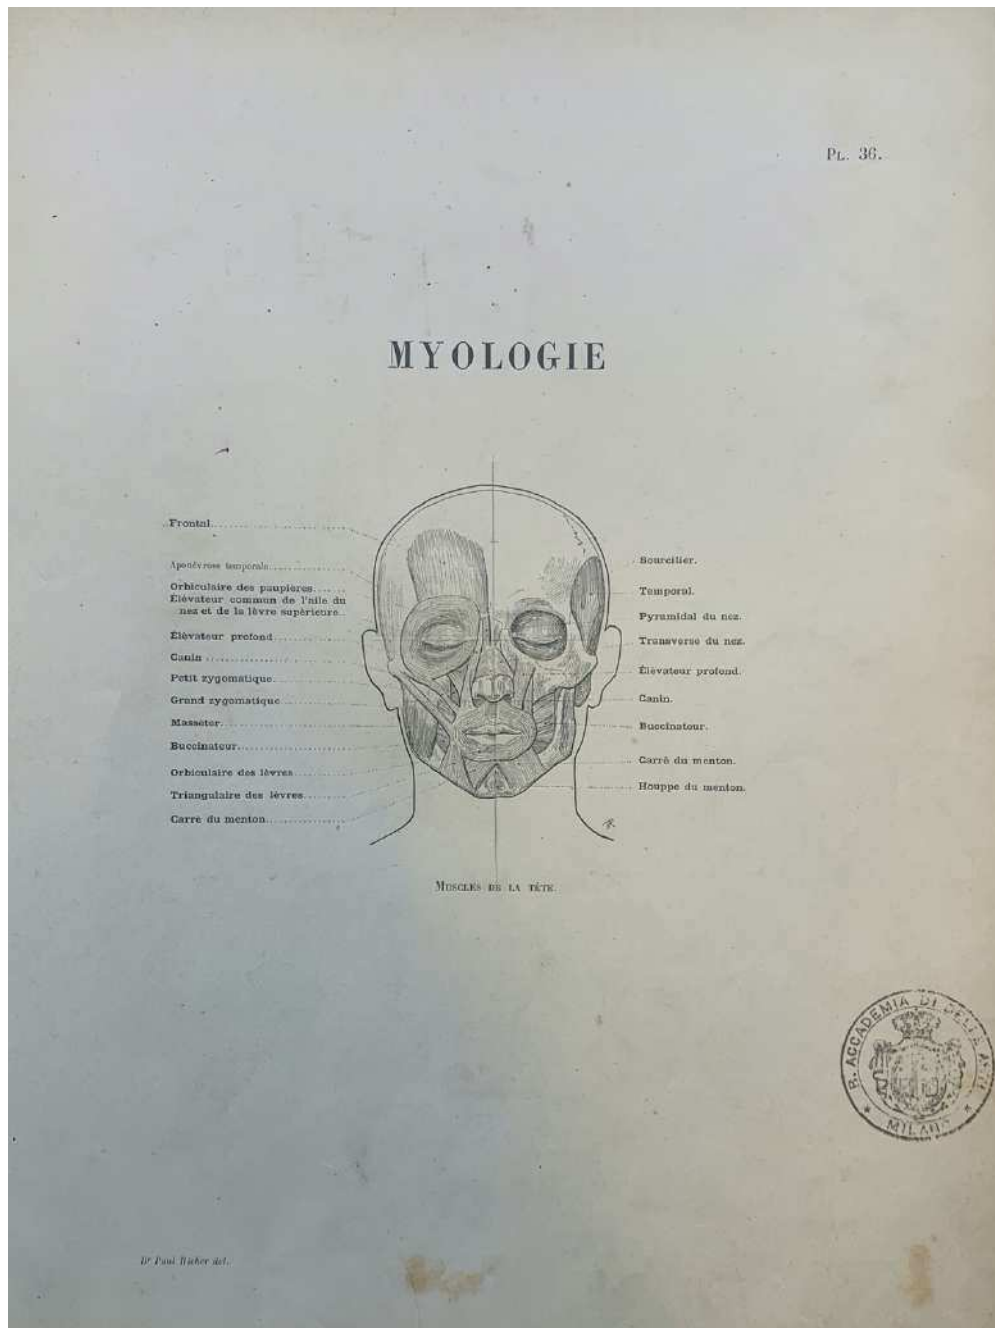 PL. 36.
MYOLOGIE
Frontal
Aponévrose temporale
Orbiculaire des paupières
Élévateur commun de l'aile du
nez et de la lèvre supérieure
Élévateur profond
Canin
Petit zygomatique
Grand zygomatique
Masséter
Buccinateur
Orbiculaire des lèvres
Triangulaire des lèvres
Carré du menton
Sourcilier.
Temporal.
Pyramidal du nez.
Transverse du nez.
Élévateur profond.
Canin.
Buccinateur.
Carré du menton.
Houppe du menton.
MUSCLES DE LA TÊTE.
R. ACCADEMIA DI BELLE ARTI
MILANO
Dr Paul Richer del.